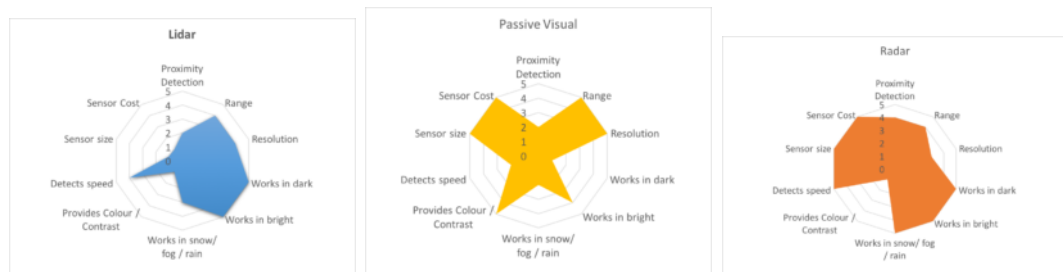 Lidar
Proximity
Detection
5
4
3
2
1
0
Range
Resolution
Works in dark
Works in bright
Works in snow/
fog / rain
Provides Colour /
Contrast
Detects speed
Sensor size
Sensor Cost
Passive Visual
Proximity
Detection
5
4
3
2
1
0
Range
Resolution
Works in dark
Works in bright
Works in snow/
fog / rain
Provides Colour /
Contrast
Detects speed
Sensor size
Sensor Cost
Radar
Proximity
Detection
5
4
3
2
1
0
Range
Resolution
Works in dark
Works in bright
Works in snow/ fog
/ rain
Provides Colour /
Contrast
Detects speed
Sensor size
Sensor Cost